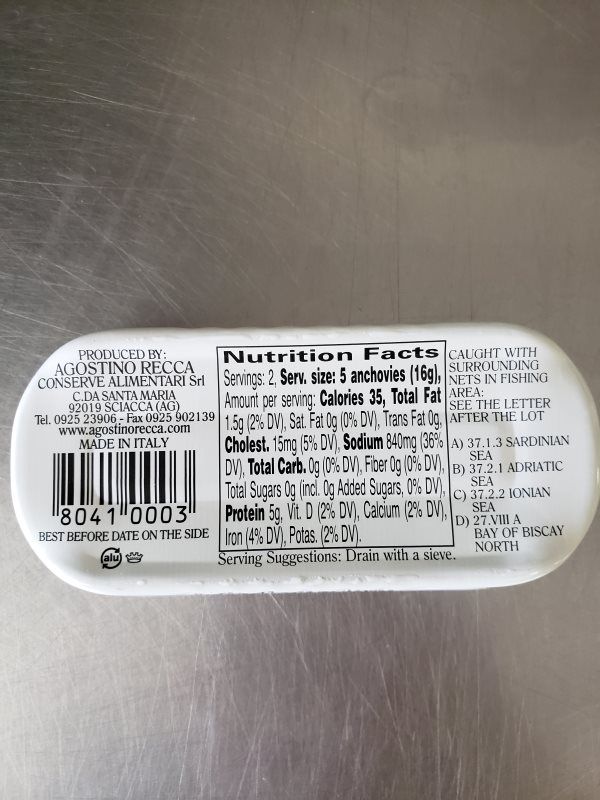 PRODUCED BY:
AGOSTINO RECCA
CONSERVE ALIMENTARI Srl
C.DA SANTA MARIA
92019 SCIACCA (AG)
Tel. 0925 23906 - Fax 0925 902139
www.agostinorecca.com
MADE IN ITALY
8041 0003
BEST BEFORE DATE ON THE SIDE
alu
Nutrition Facts
Servings: 2, Serv. size: 5 anchovies (16g),
Amount per serving: Calories 35, Total Fat
1.5g (2% DV), Sat. Fat 0g (0% DV), Trans Fat 0g,
Cholest. 15mg (5% DV), Sodium 840mg (36%
DV), Total Carb. 0g (0% DV), Fiber 0g (0% DV),
Total Sugars 0g (incl. 0g Added Sugars, 0% DV),
Protein 5g, Vit. D (2% DV), Calcium (2% DV),
Iron (4% DV), Potas. (2% DV).
Serving Suggestions: Drain with a sieve.
CAUGHT WITH
SURROUNDING
NETS IN FISHING
AREA:
SEE THE LETTER
AFTER THE LOT
A) 37.1.3 SARDINIAN
SEA
B) 37.2.1 ADRIATIC
SEA
C) 37.2.2 IONIAN
SEA
D) 27.VIII A
BAY OF BISCAY
NORTH